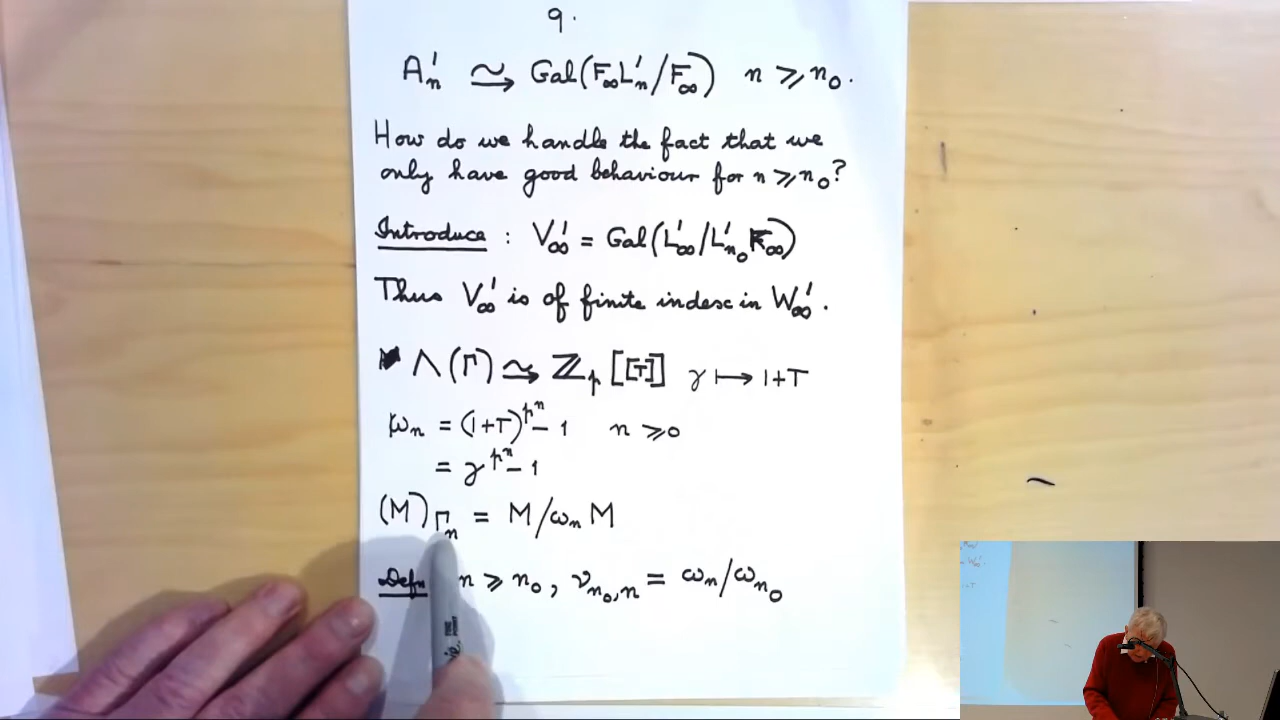 9.
A'_n ≃→ Gal(F_∞L'_n/F_∞) n ⩾ n_0.
How do we handle the fact that we
only have good behaviour for n ⩾ n_0?
Introduce : V'_∞ = Gal(L'_∞/L'_{n_0}F_∞)
Thus V'_∞ is of finite index in W'_∞.
Λ(Γ) ≃→ ℤ_p[[T]] γ ↦ 1+T
ω_n = (1+T)^{p^n} - 1 n ⩾ 0
= γ^{p^n} - 1
(M)_{Γ_n} = M/ω_n M
Defn n ⩾ n_0, ν_{n_0,n} = ω_n/ω_{n_0}